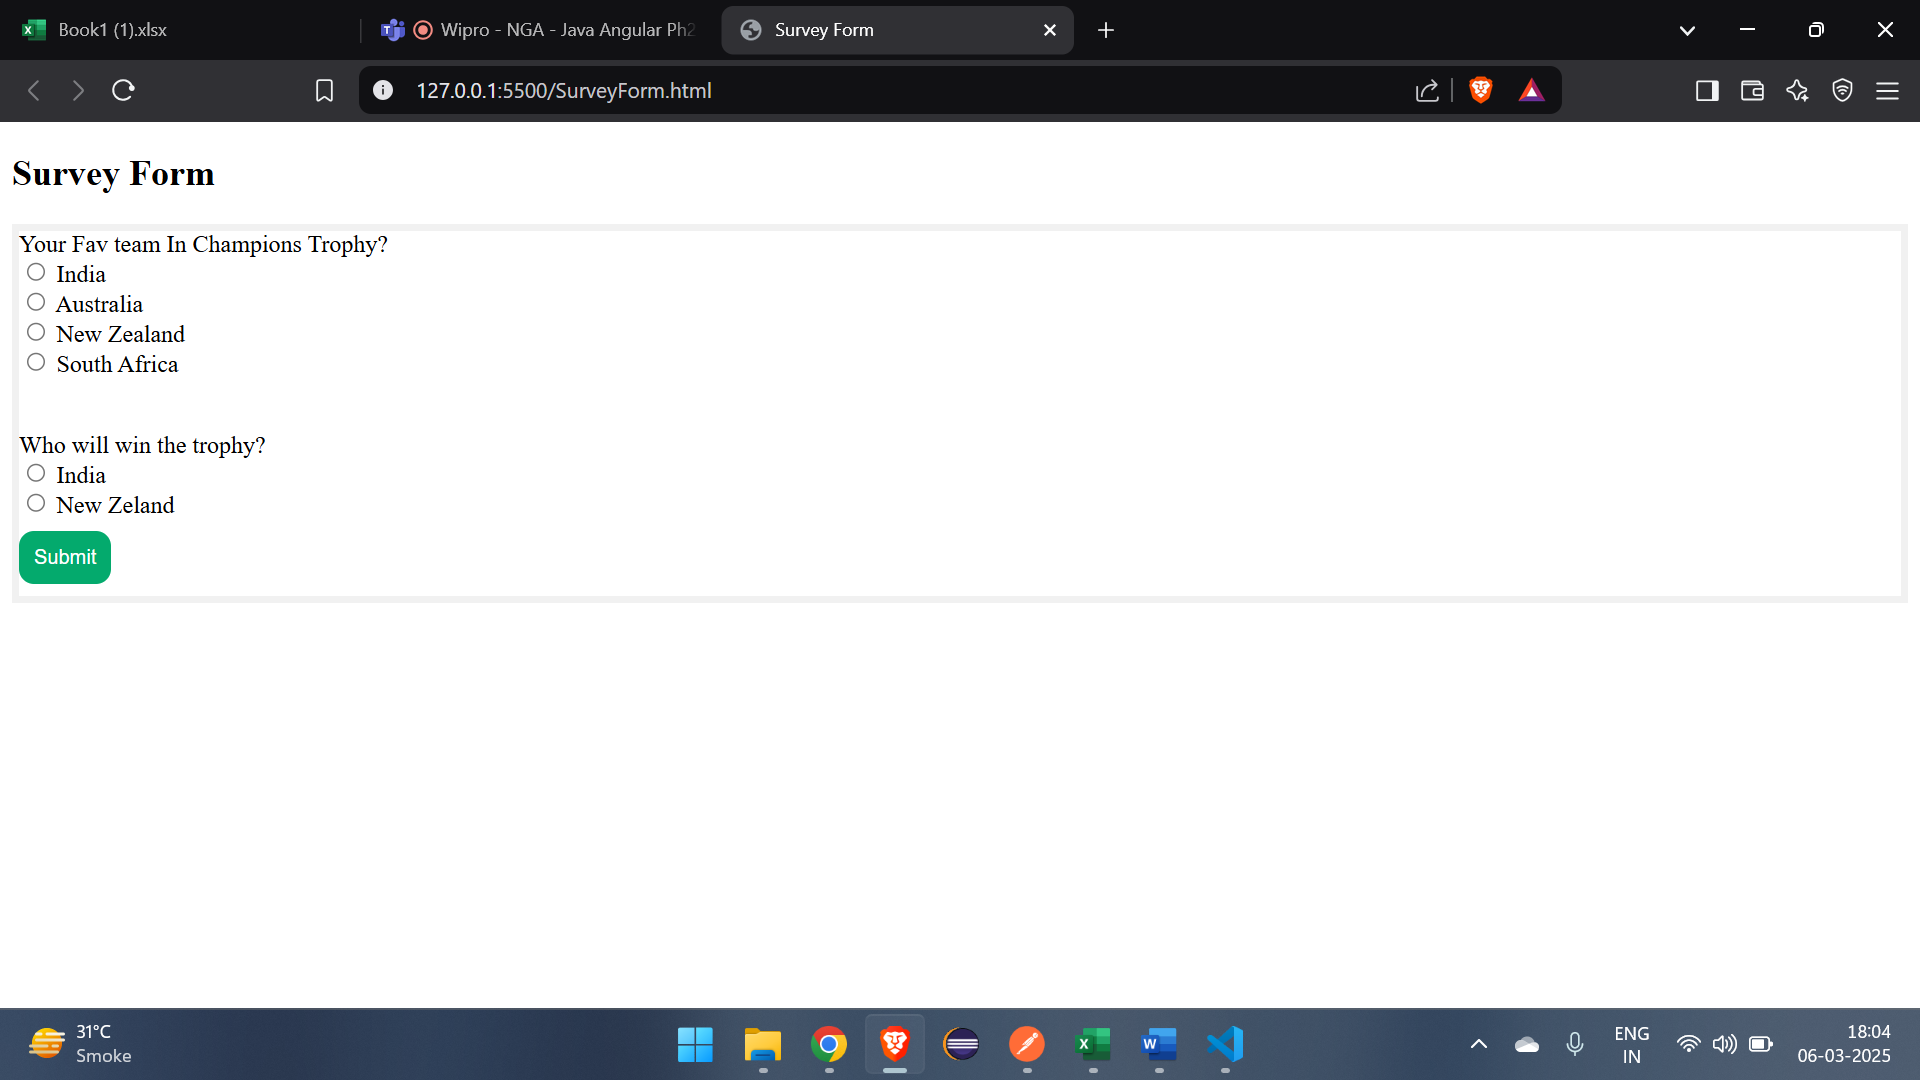 Book1 (1).xlsx
Wipro - NGA - Java Angular Ph2
Survey Form
127.0.0.1:5500/SurveyForm.html
Survey Form
Your Fav team In Champions Trophy?
India
Australia
New Zealand
South Africa
Who will win the trophy?
India
New Zeland
Submit
31°C
Smoke
ENG
IN
18:04
06-03-2025